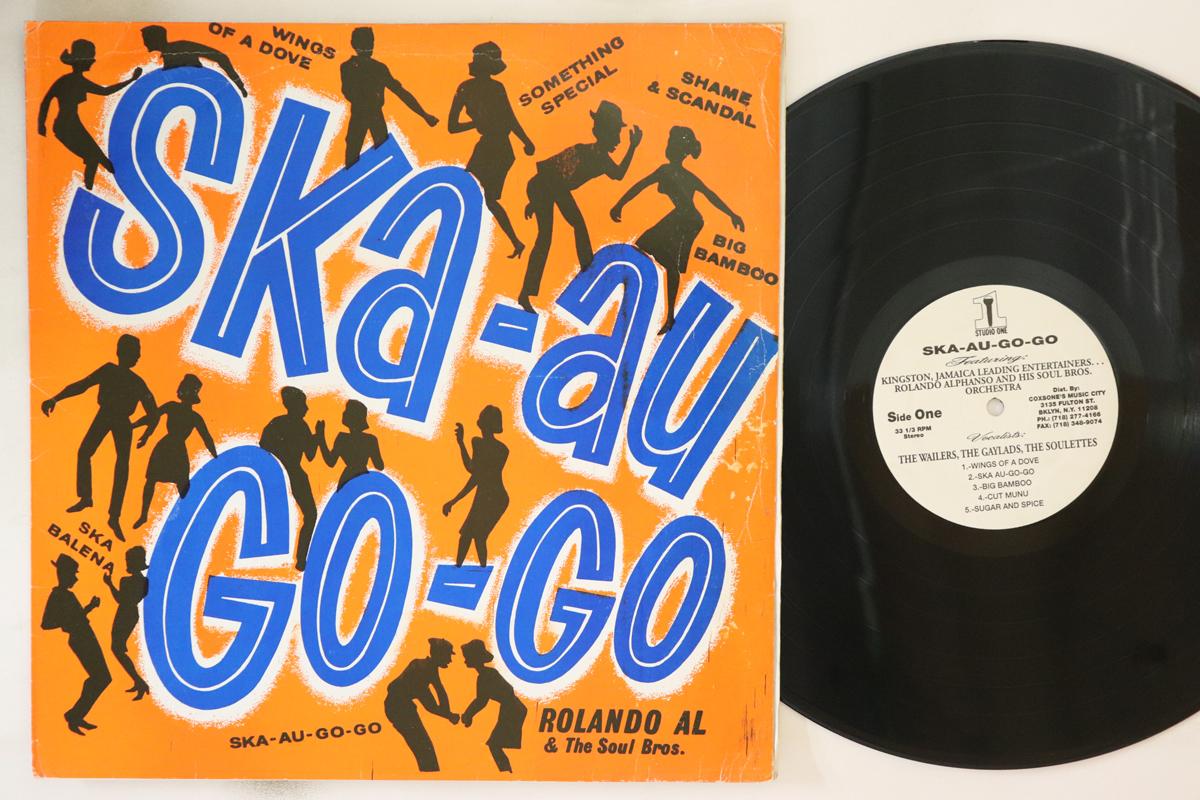 WINGS
OF A DOVE
SOMETHING
SPECIAL
SHAME
& SCANDAL
BIG
BAMBOO
SKa-aU
GO-GO
SKA
BALENA
SKA-AU-GO-GO
ROLANDO AL
& The Soul Bros.
1
STUDIO ONE
SKA-AU-GO-GO
Featuring:
KINGSTON, JAMAICA LEADING ENTERTAINERS...
ROLANDO ALPHANSO AND HIS SOUL BROS.
ORCHESTRA
Side One
33 1/3 RPM
Stereo
Dist. By:
COXSONE'S MUSIC CITY
3135 FULTON ST.
BKLYN, N.Y. 11208
PH.: (718) 277-4166
FAX: (718) 348-9074
Vocalists:
THE WAILERS, THE GAYLADS, THE SOULETTES
1.-WINGS OF A DOVE
2.-SKA AU-GO-GO
3.-BIG BAMBOO
4.-CUT MUNU
5.-SUGAR AND SPICE